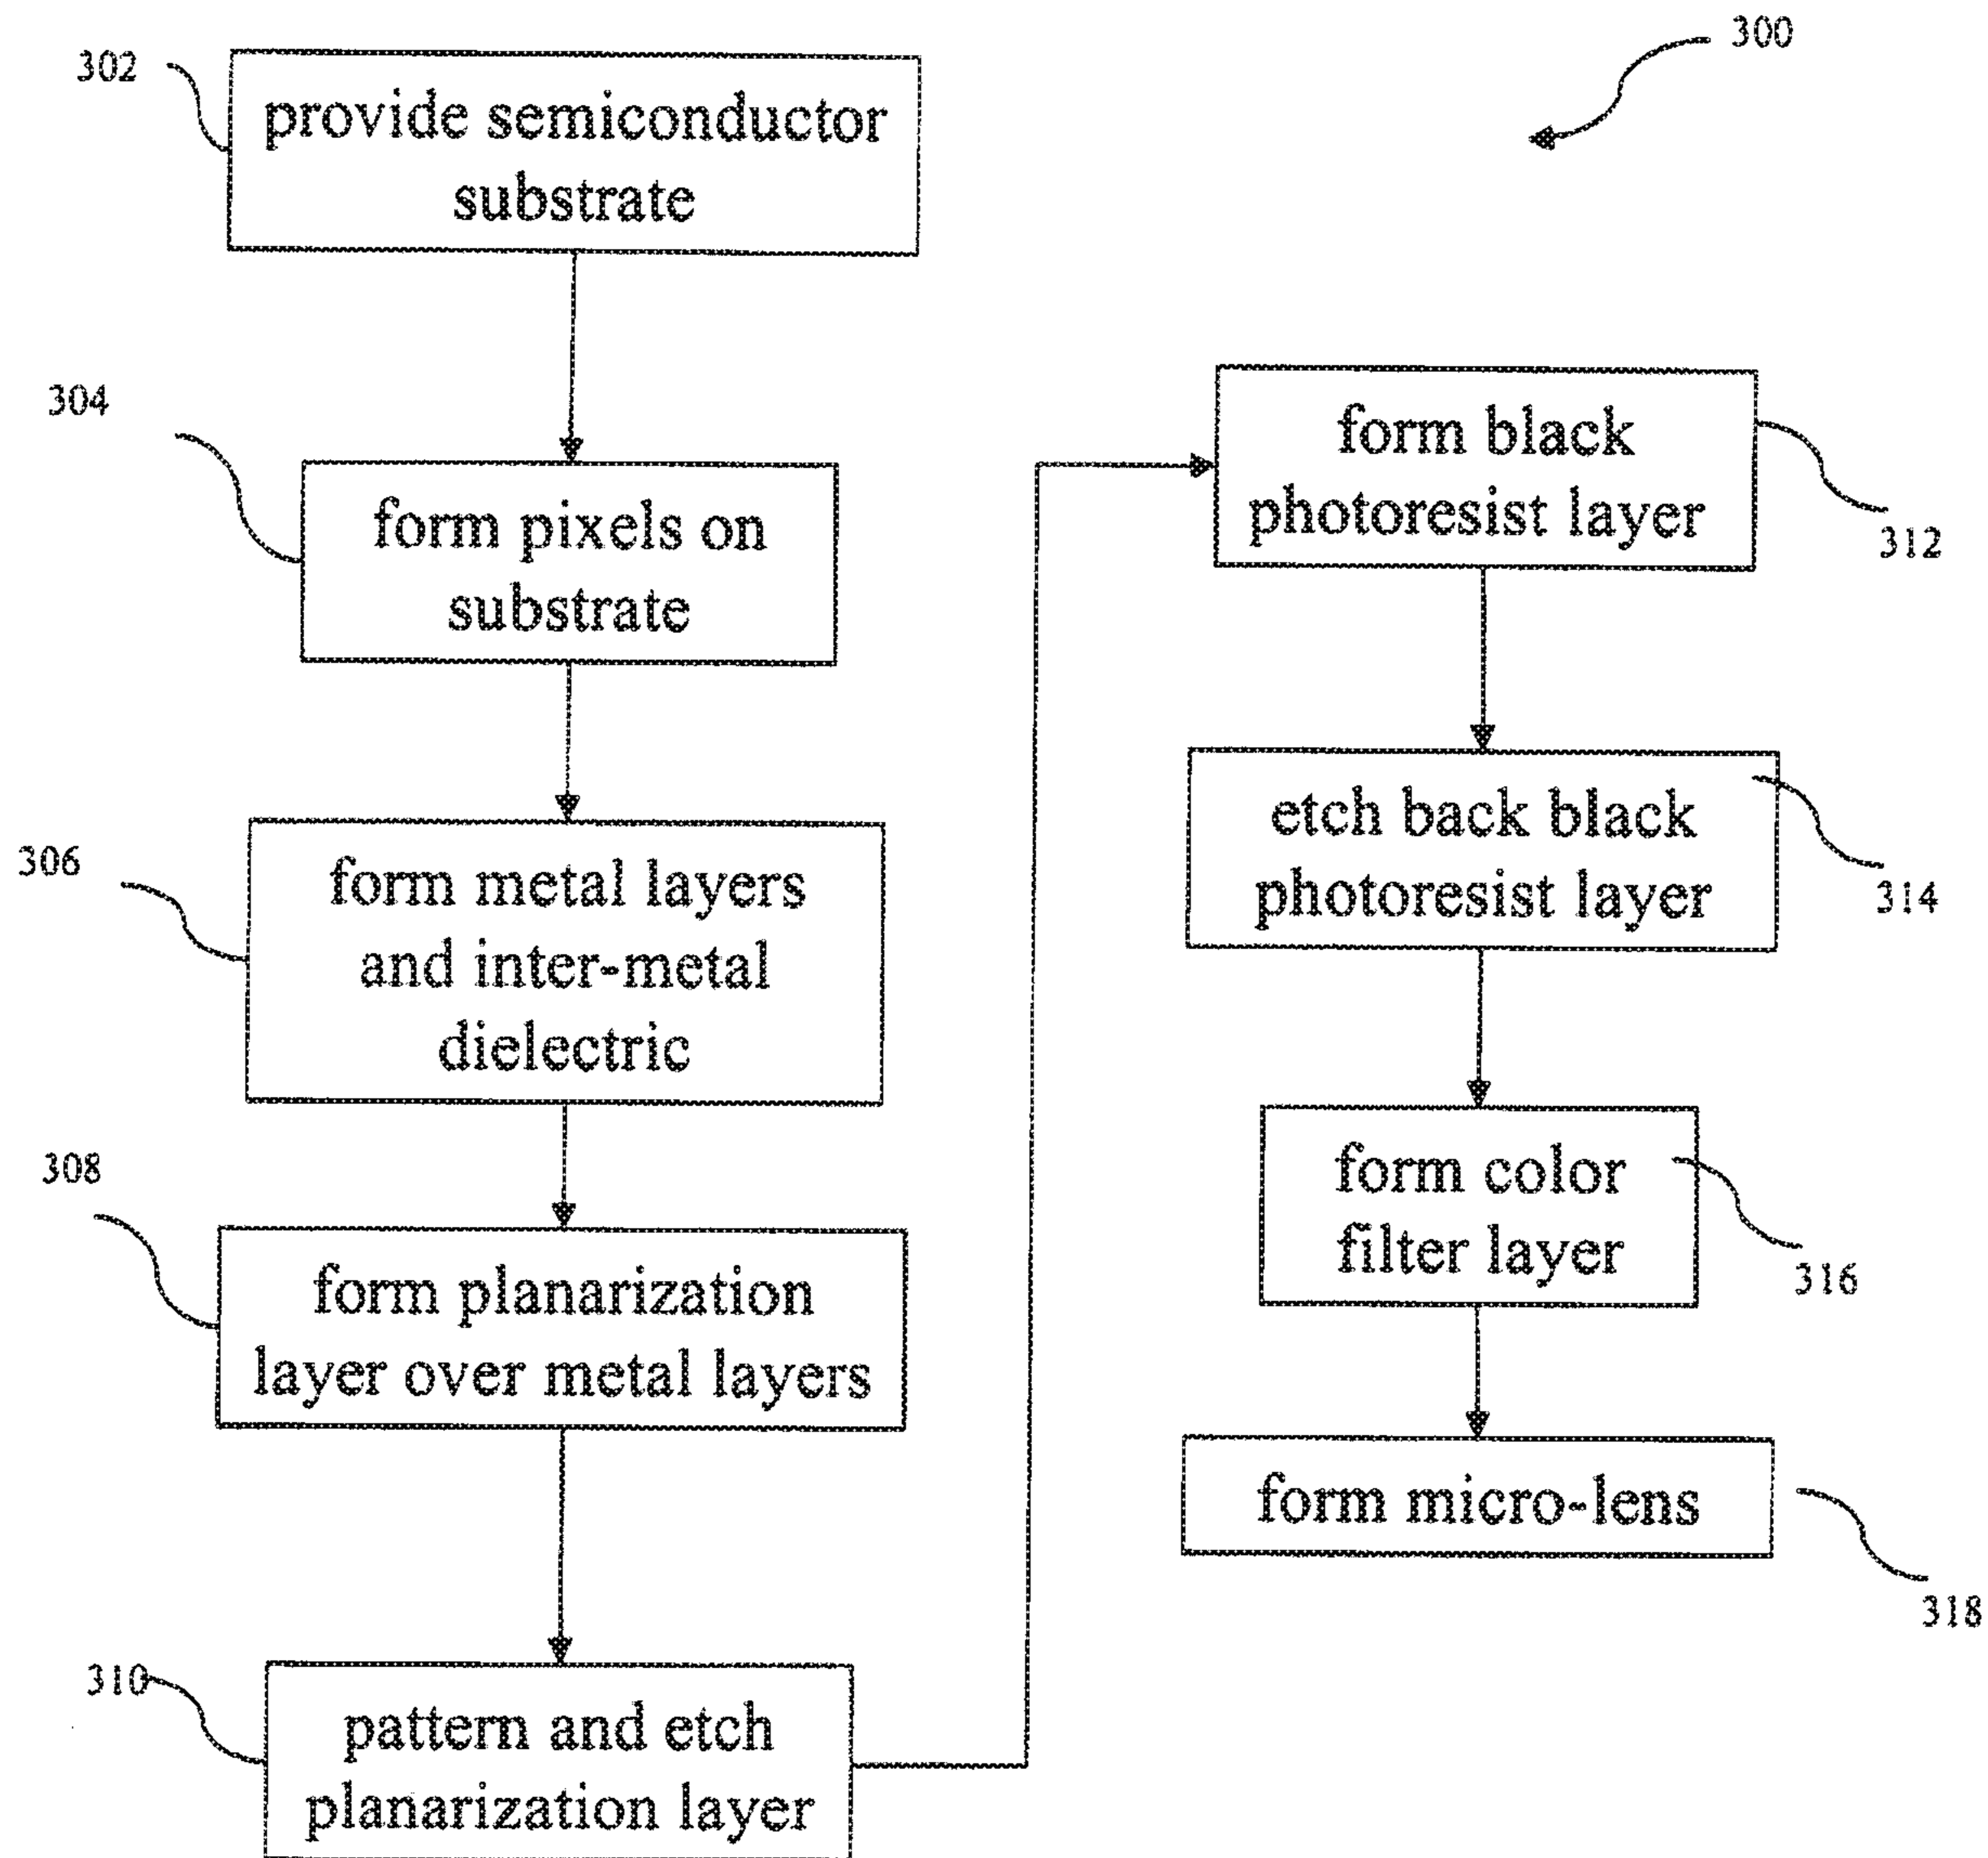 300
302
provide semiconductor
substrate
304
form pixels on
substrate
306
form metal layers
and inter-metal
dielectric
308
form planarization
layer over metal layers
310
pattern and etch
planarization layer
form black
photoresist layer
312
etch back black
photoresist layer
314
form color
filter layer
316
form micro-lens
318